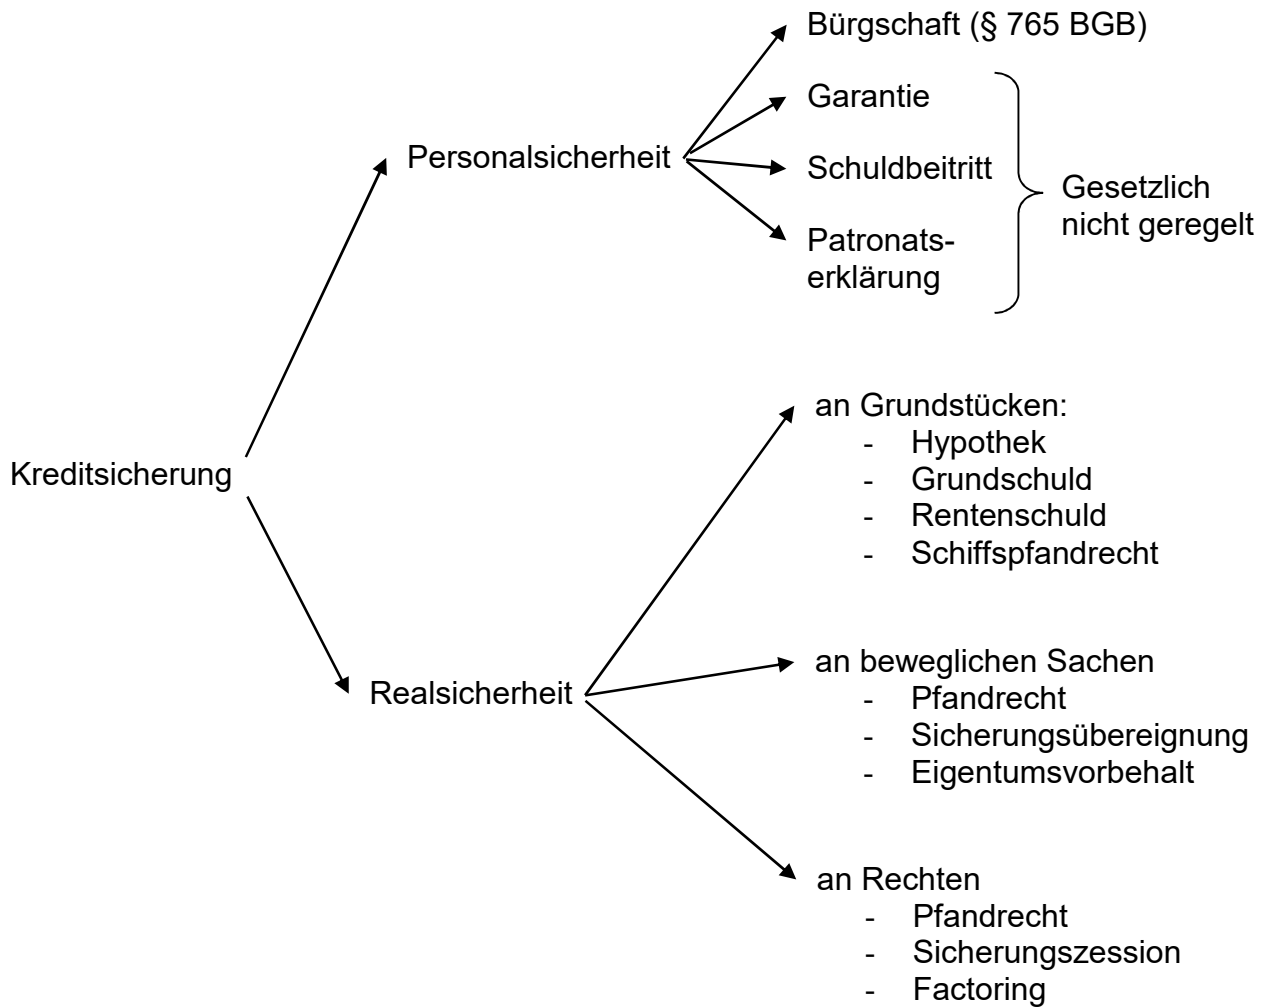 Bürgschaft (§ 765 BGB)
Garantie
Personalsicherheit
Schuldbeitritt
Gesetzlich
nicht geregelt
Patronats-
erklärung
an Grundstücken:
- Hypothek
Kreditsicherung
- Grundschuld
- Rentenschuld
- Schiffspfandrecht
an beweglichen Sachen
Realsicherheit
- Pfandrecht
- Sicherungsübereignung
- Eigentumsvorbehalt
an Rechten
- Pfandrecht
- Sicherungszession
- Factoring